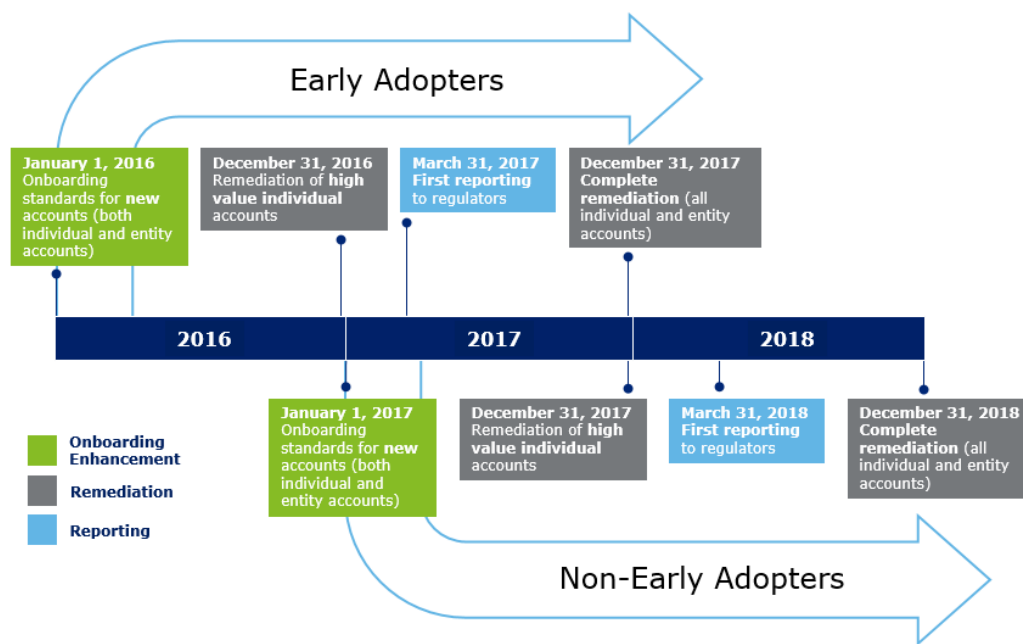 Early Adopters
January 1, 2016
Onboarding
standards for new
accounts (both
individual and entity
accounts)
December 31, 2016
Remediation of high
value individual
accounts
March 31, 2017
First reporting
to regulators
December 31, 2017
Complete
remediation (all
individual and entity
accounts)
2016
2017
2018
January 1, 2017
Onboarding
standards for new
accounts (both
individual and
entity accounts)
December 31, 2017
Remediation of high
value individual
accounts
March 31, 2018
First reporting
to regulators
December 31, 2018
Complete
remediation (all
individual and entity
accounts)
Onboarding
Enhancement
Remediation
Reporting
Non-Early Adopters